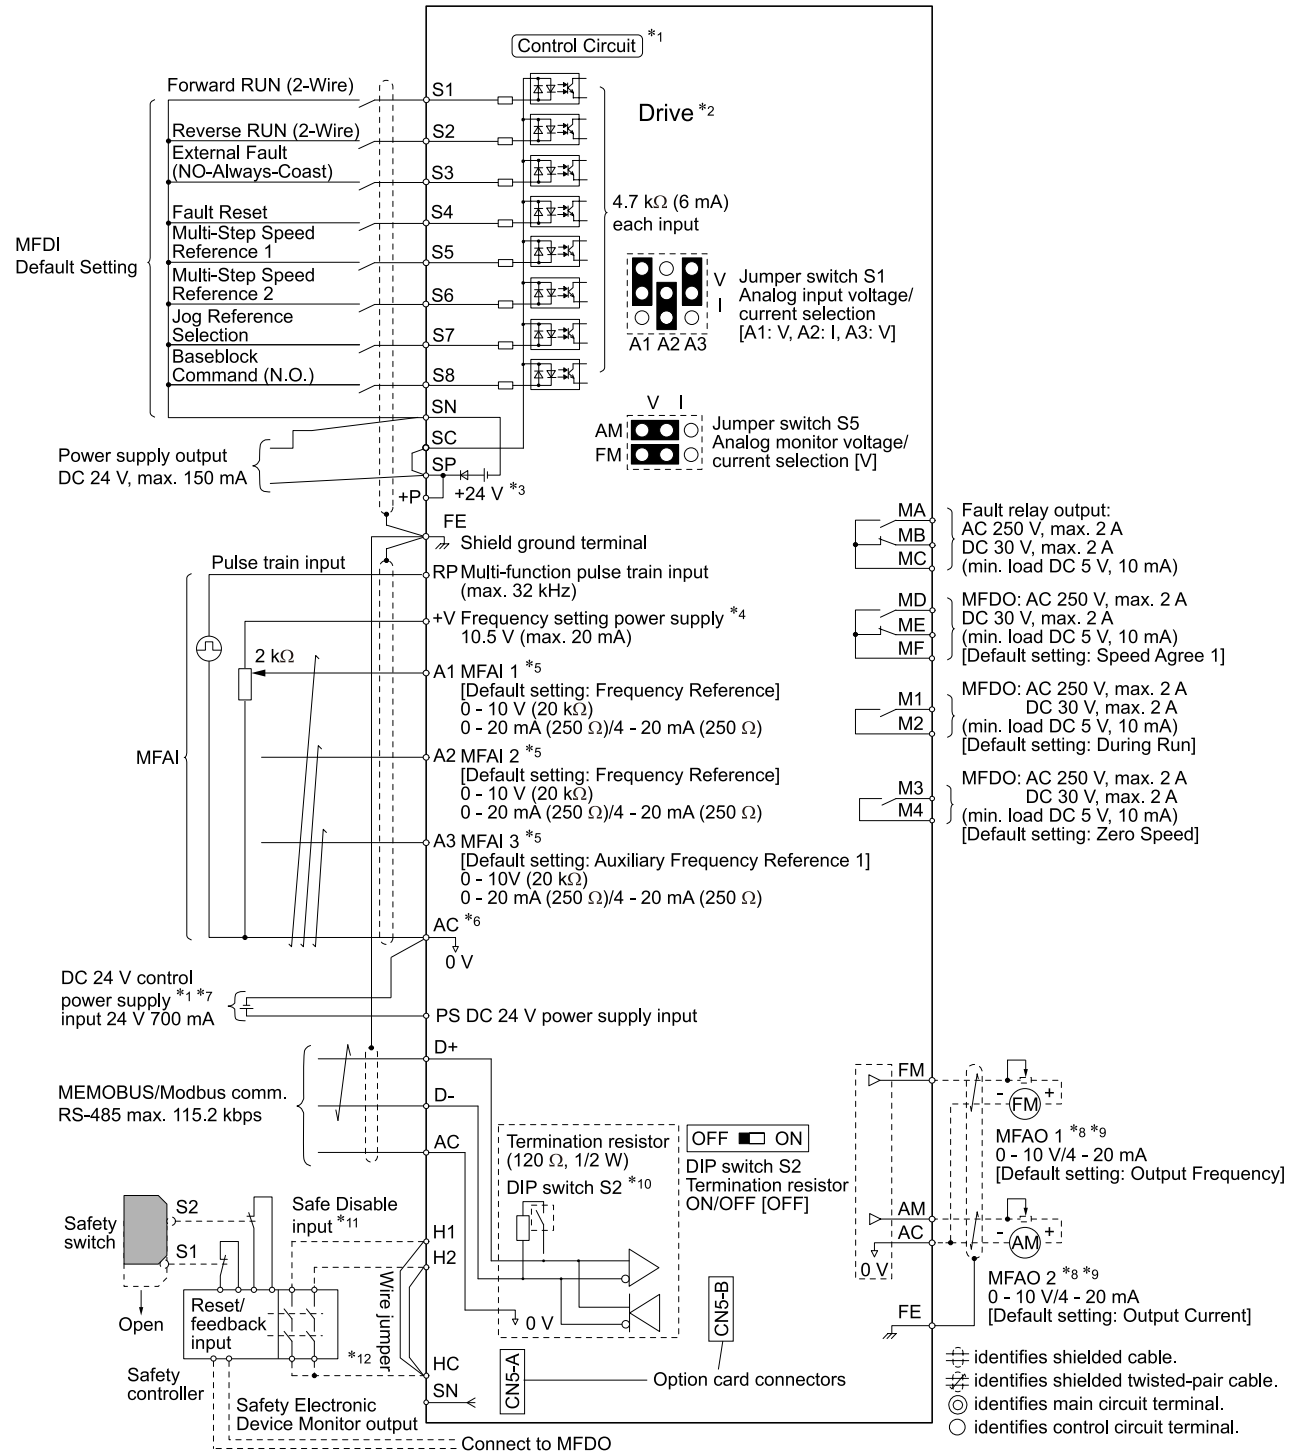 Control Circuit *1
Drive *2
MFDI
Default Setting
Forward RUN (2-Wire)
S1
Reverse RUN (2-Wire)
S2
External Fault
(NO-Always-Coast)
S3
Fault Reset
S4
Multi-Step Speed
Reference 1
S5
Multi-Step Speed
Reference 2
S6
Jog Reference
Selection
S7
Baseblock
Command (N.O.)
S8
4.7 kΩ (6 mA)
each input
V
I
A1 A2 A3
Jumper switch S1
Analog input voltage/
current selection
[A1: V, A2: I, A3: V]
V I
AM
FM
Jumper switch S5
Analog monitor voltage/
current selection [V]
SN
SC
SP
+P
+24 V *3
Power supply output
DC 24 V, max. 150 mA
FE
Shield ground terminal
MFAI
Pulse train input
RP Multi-function pulse train input
(max. 32 kHz)
+V Frequency setting power supply *4
10.5 V (max. 20 mA)
2 kΩ
A1 MFAI 1 *5
[Default setting: Frequency Reference]
0 - 10 V (20 kΩ)
0 - 20 mA (250 Ω)/4 - 20 mA (250 Ω)
A2 MFAI 2 *5
[Default setting: Frequency Reference]
0 - 10 V (20 kΩ)
0 - 20 mA (250 Ω)/4 - 20 mA (250 Ω)
A3 MFAI 3 *5
[Default setting: Auxiliary Frequency Reference 1]
0 - 10V (20 kΩ)
0 - 20 mA (250 Ω)/4 - 20 mA (250 Ω)
AC *6
0 V
DC 24 V control
power supply *1 *7
input 24 V 700 mA
PS DC 24 V power supply input
MEMOBUS/Modbus comm.
RS-485 max. 115.2 kbps
D+
D-
AC
Termination resistor
(120 Ω, 1/2 W)
DIP switch S2 *10
OFF ON
DIP switch S2
Termination resistor
ON/OFF [OFF]
0 V
Safety
switch
S2
S1
Open
Safe Disable
input *11
H1
H2
Wire jumper
Reset/
feedback
input
*12
HC
SN
Safety
controller
Safety Electronic
Device Monitor output
Connect to MFDO
CN5-A
CN5-B
Option card connectors
MA
MB
MC
Fault relay output:
AC 250 V, max. 2 A
DC 30 V, max. 2 A
(min. load DC 5 V, 10 mA)
MD
ME
MF
MFDO: AC 250 V, max. 2 A
DC 30 V, max. 2 A
(min. load DC 5 V, 10 mA)
[Default setting: Speed Agree 1]
M1
M2
MFDO: AC 250 V, max. 2 A
DC 30 V, max. 2 A
(min. load DC 5 V, 10 mA)
[Default setting: During Run]
M3
M4
MFDO: AC 250 V, max. 2 A
DC 30 V, max. 2 A
(min. load DC 5 V, 10 mA)
[Default setting: Zero Speed]
FM
- FM +
MFAO 1 *8 *9
0 - 10 V/4 - 20 mA
[Default setting: Output Frequency]
AM
AC
0 V
- AM +
MFAO 2 *8 *9
0 - 10 V/4 - 20 mA
[Default setting: Output Current]
FE
identifies shielded cable.
identifies shielded twisted-pair cable.
identifies main circuit terminal.
identifies control circuit terminal.